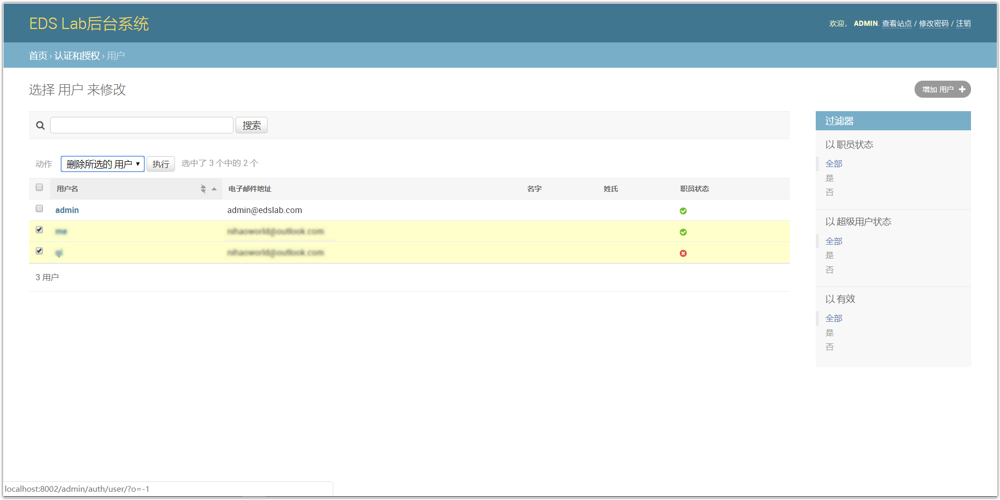 EDS Lab后台系统
欢迎， ADMIN. 查看站点 / 修改密码 / 注销
首页 › 认证和授权 › 用户
选择 用户 来修改
增加 用户
搜索
动作 删除所选的 用户 执行 选中了 3 个中的 2 个
用户名 电子邮件地址 名字 姓氏 职员状态
admin admin@edslab.com
me nihaoworld@outlook.com
qi nihaoworld@outlook.com
3 用户
过滤器
以 职员状态
全部
是
否
以 超级用户状态
全部
是
否
以 有效
全部
是
否
localhost:8002/admin/auth/user/?o=-1